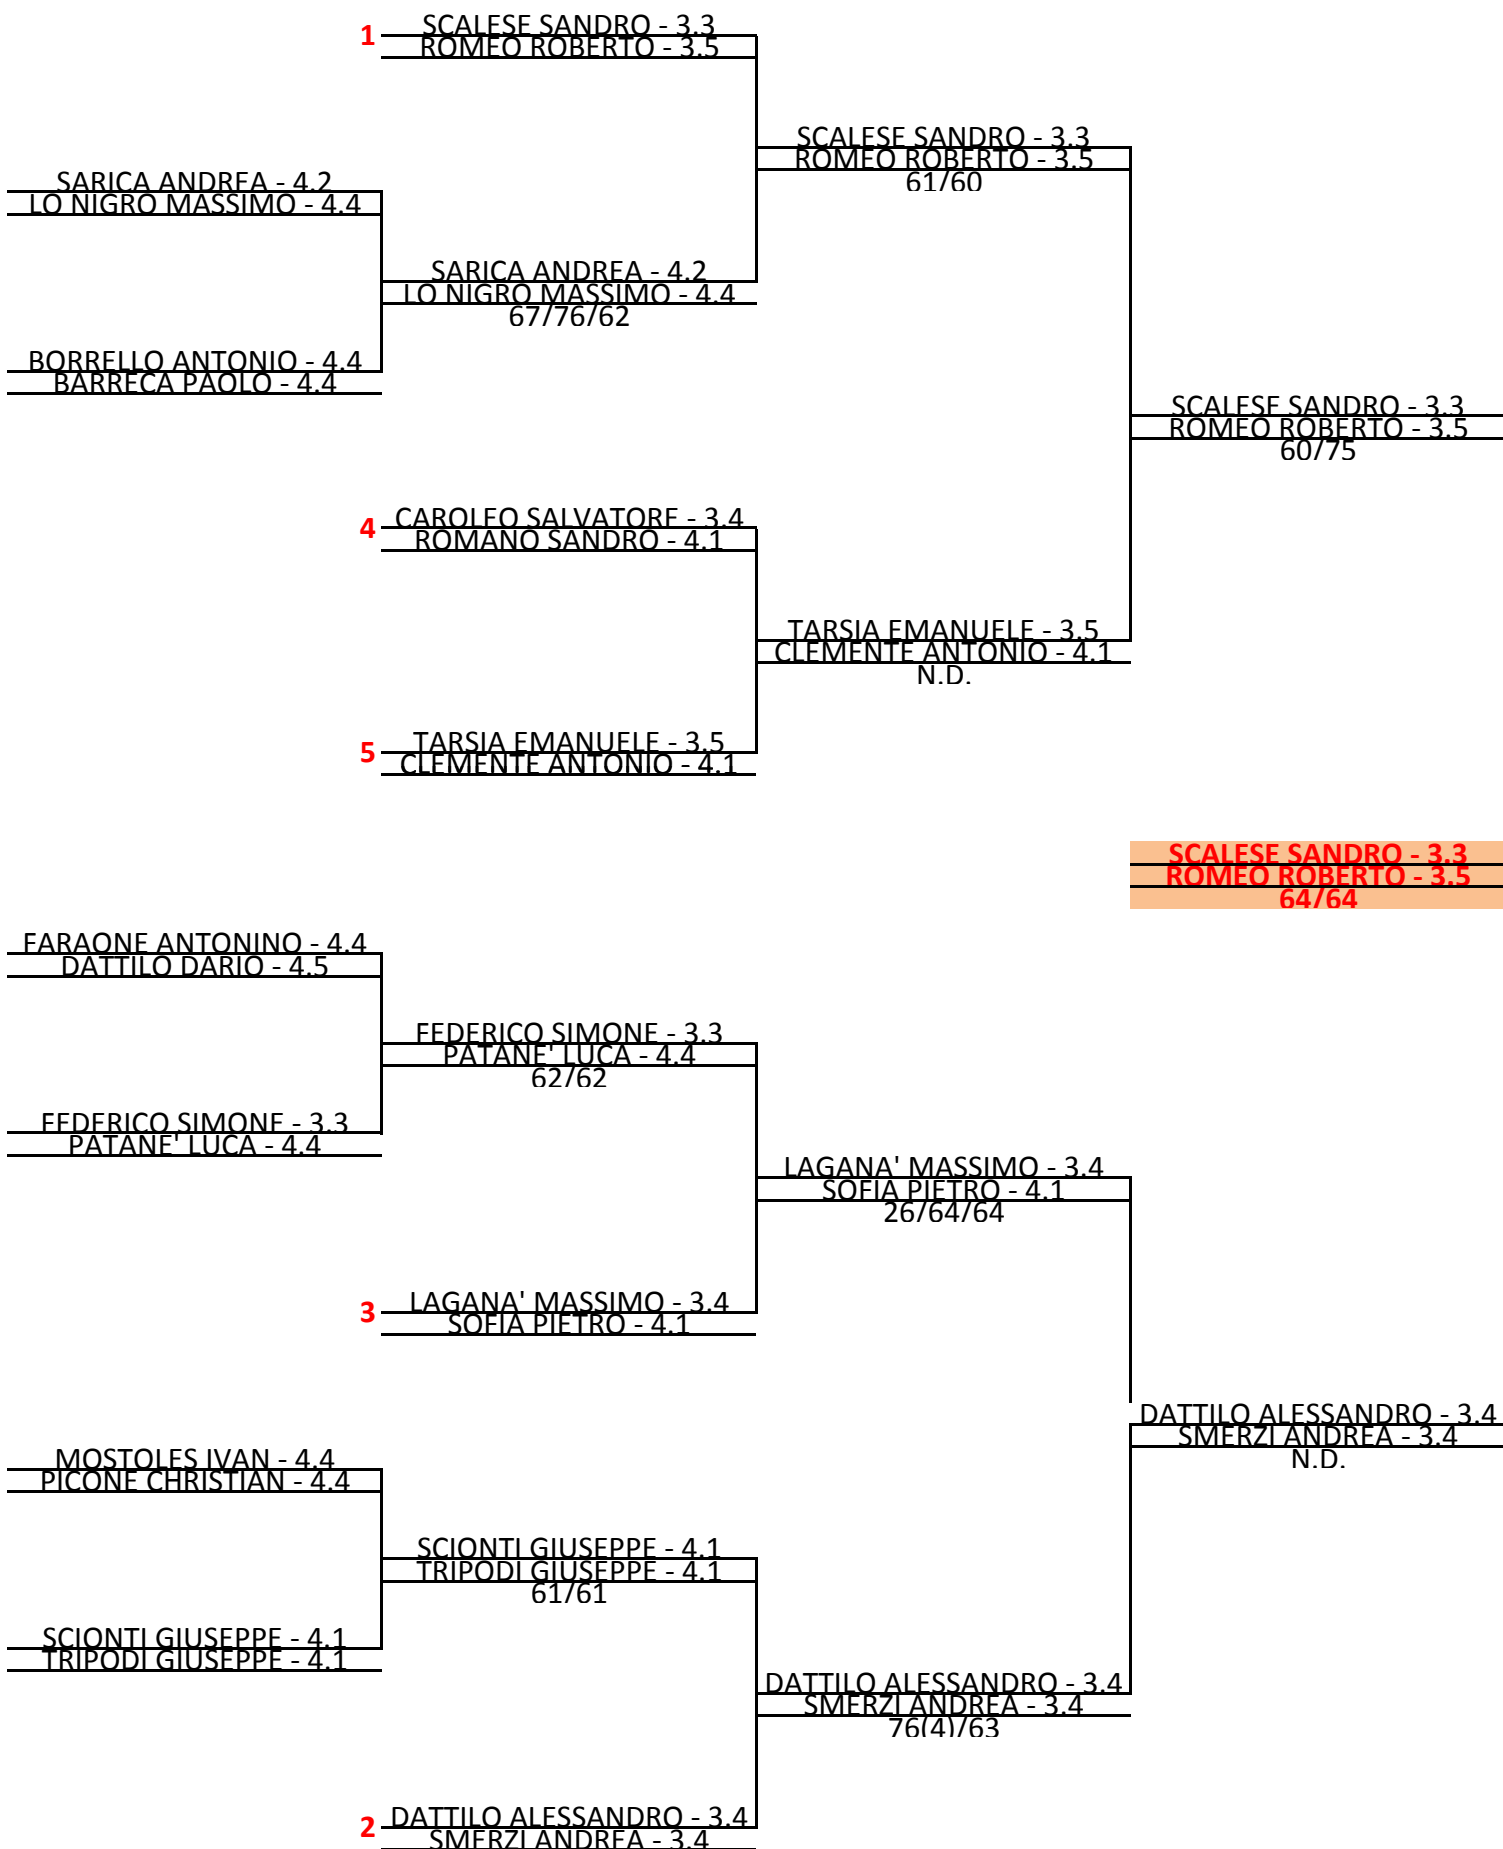 1
SCALESE SANDRO - 3.3
ROMEO ROBERTO - 3.5
SCALESE SANDRO - 3.3
ROMEO ROBERTO - 3.5
61/60
SARICA ANDREA - 4.2
LO NIGRO MASSIMO - 4.4
SARICA ANDREA - 4.2
LO NIGRO MASSIMO - 4.4
67/76/62
BORRELLO ANTONIO - 4.4
BARRECA PAOLO - 4.4
SCALESE SANDRO - 3.3
ROMEO ROBERTO - 3.5
60/75
4
CAROLEO SALVATORE - 3.4
ROMANO SANDRO - 4.1
TARSIA EMANUELE - 3.5
CLEMENTE ANTONIO - 4.1
N.D.
5
TARSIA EMANUELE - 3.5
CLEMENTE ANTONIO - 4.1
SCALESE SANDRO - 3.3
ROMEO ROBERTO - 3.5
64/64
FARAONE ANTONINO - 4.4
DATTILO DARIO - 4.5
FEDERICO SIMONE - 3.3
PATANE' LUCA - 4.4
62/62
FEDERICO SIMONE - 3.3
PATANE' LUCA - 4.4
LAGANA' MASSIMO - 3.4
SOFIA PIETRO - 4.1
26/64/64
3
LAGANA' MASSIMO - 3.4
SOFIA PIETRO - 4.1
DATTILO ALESSANDRO - 3.4
SMERZI ANDREA - 3.4
N.D.
MOSTOLES IVAN - 4.4
PICONE CHRISTIAN - 4.4
SCIONTI GIUSEPPE - 4.1
TRIPODI GIUSEPPE - 4.1
61/61
SCIONTI GIUSEPPE - 4.1
TRIPODI GIUSEPPE - 4.1
DATTILO ALESSANDRO - 3.4
SMERZI ANDREA - 3.4
76(4)/63
2
DATTILO ALESSANDRO - 3.4
SMERZI ANDREA - 3.4